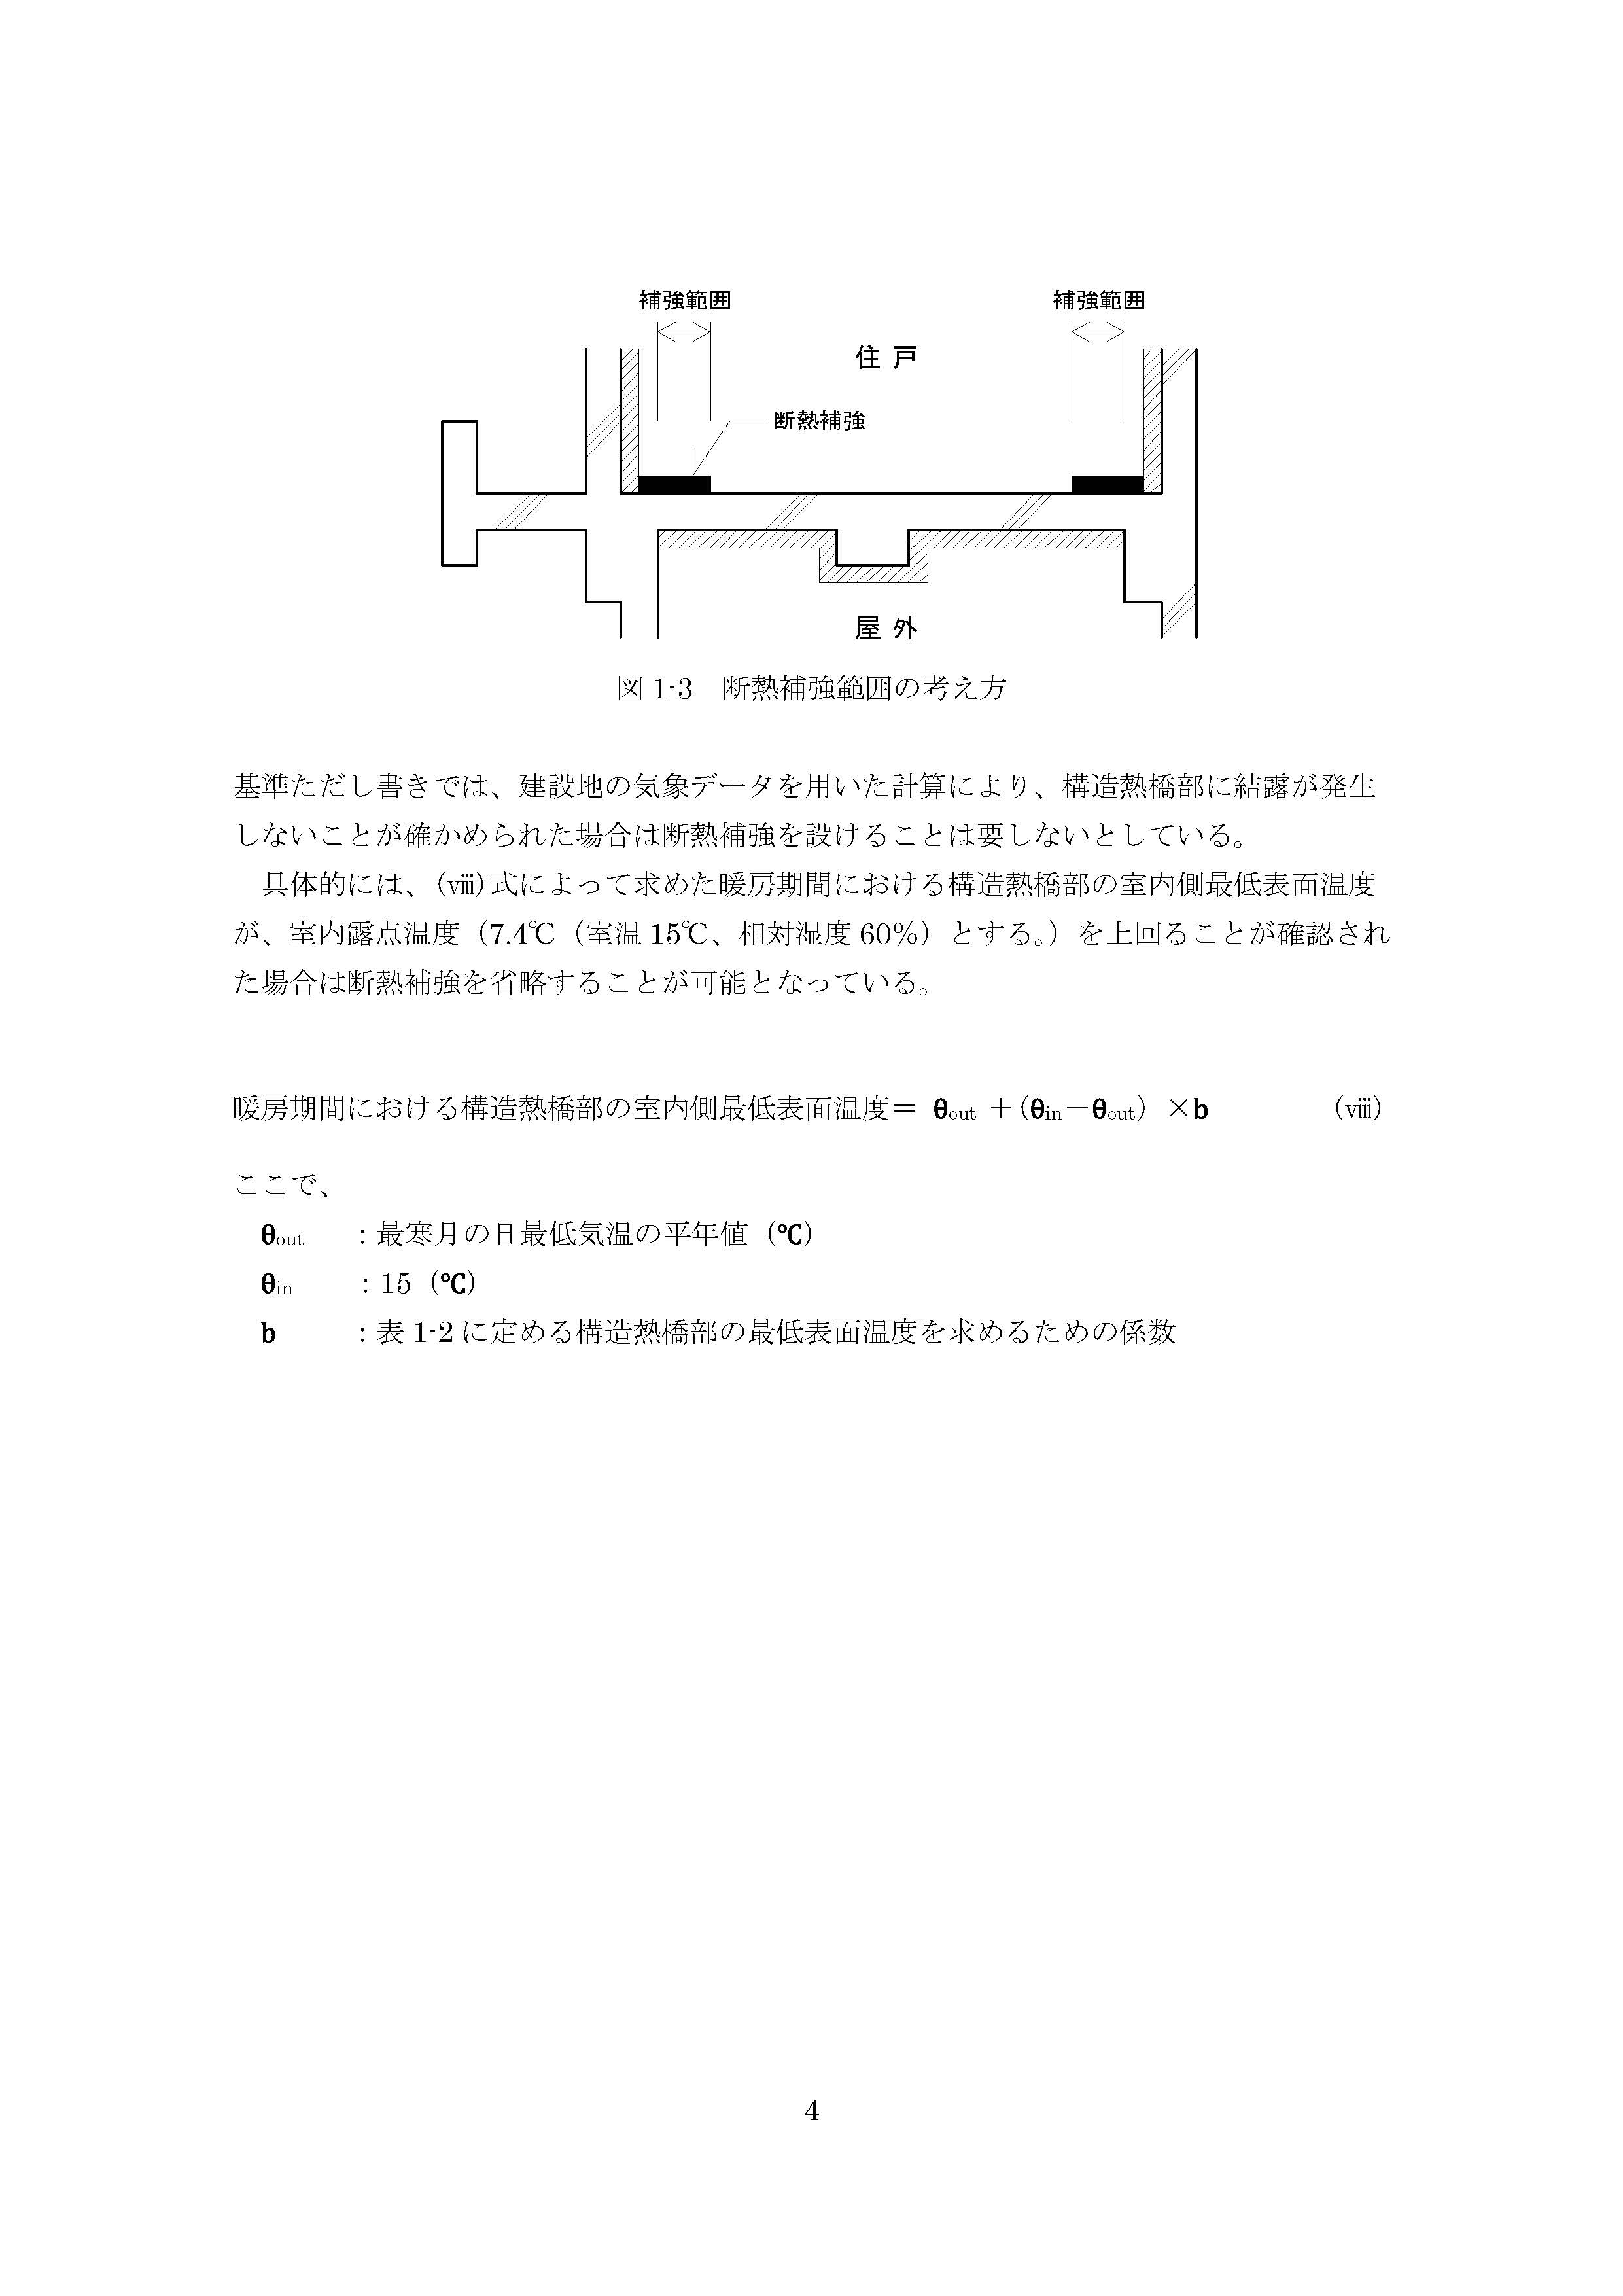 補強範囲 補強範囲
住 戸
断熱補強
屋 外
図 1-3 断熱補強範囲の考え方
基準ただし書きでは、建設地の気象データを用いた計算により、構造熱橋部に結露が発生
しないことが確かめられた場合は断熱補強を設けることは要しないとしている。
具体的には、(ⅷ)式によって求めた暖房期間における構造熱橋部の室内側最低表面温度
が、室内露点温度（7.4℃（室温 15℃、相対湿度 60%）とする。）を上回ることが確認され
た場合は断熱補強を省略することが可能となっている。
暖房期間における構造熱橋部の室内側最低表面温度＝ θout ＋(θin－θout) ×b (ⅷ)
ここで、
θout ：最寒月の日最低気温の平年値（℃）
θin ：15（℃）
b ：表 1-2 に定める構造熱橋部の最低表面温度を求めるための係数
4